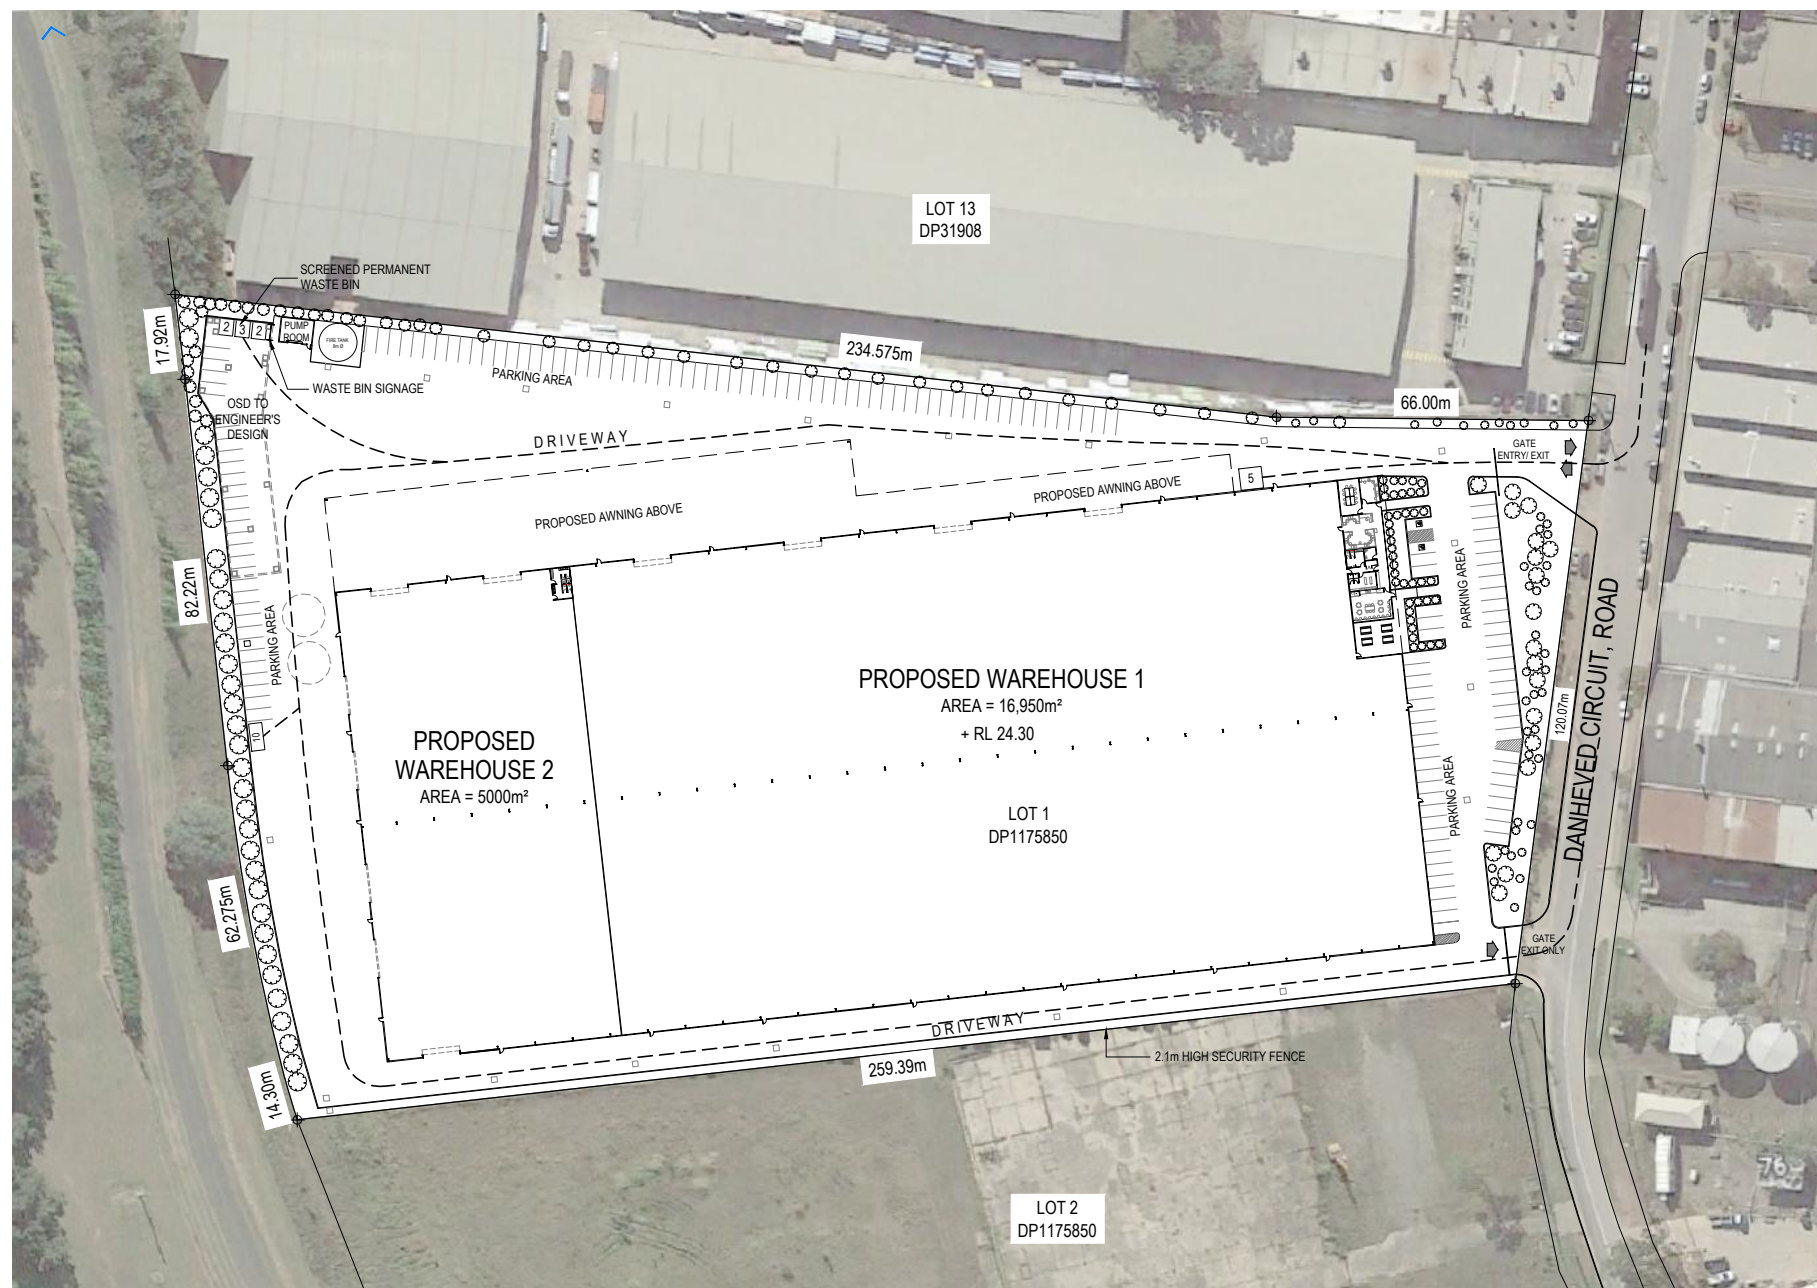 LOT 13
DP31908
SCREENED PERMANENT
WASTE BIN
17.92m
2
3
2
PUMP
ROOM
FIRE TANK
234.575m
PARKING AREA
WASTE BIN SIGNAGE
66.00m
OSD TO
ENGINEER'S
DESIGN
DRIVEWAY
GATE
ENTRY/ EXIT
5
PROPOSED AWNING ABOVE
PROPOSED AWNING ABOVE
82.22m
PARKING AREA
PARKING AREA
DANHEVED CIRCUIT, ROAD
PROPOSED WAREHOUSE 1
AREA = 16,950m²
+ RL 24.30
120.07m
10
PROPOSED
WAREHOUSE 2
AREA = 5000m²
PARKING AREA
LOT 1
DP1175850
62.275m
GATE
EXIT ONLY
DRIVEWAY
2.1m HIGH SECURITY FENCE
259.39m
14.30m
76
LOT 2
DP1175850